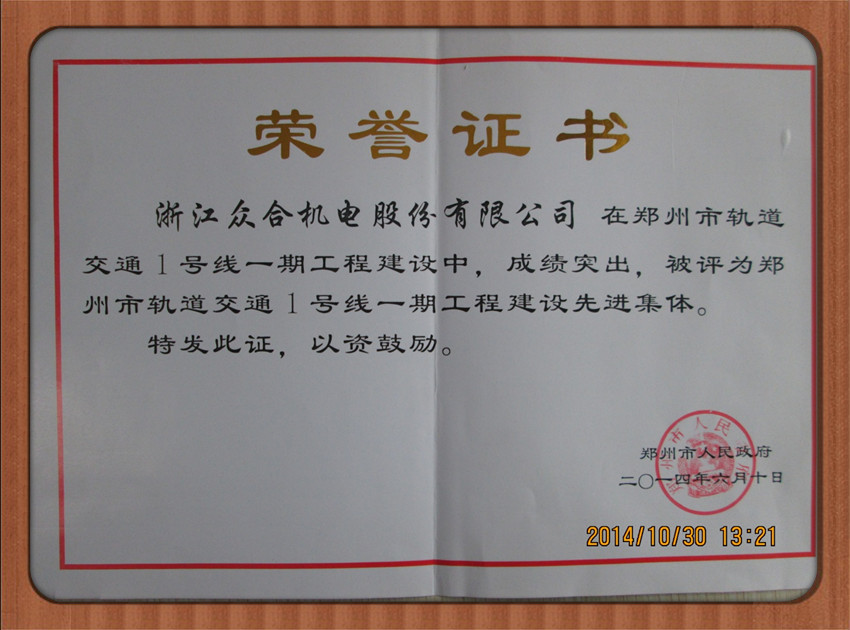 荣誉证书
浙江众合机电股份有限公司 在郑州市轨道
交通1号线一期工程建设中，成绩突出，被评为郑
州市轨道交通1号线一期工程建设先进集体。
特发此证，以资鼓励。
郑州市人民政府
二〇一四年六月十日
2014/10/30 13:21